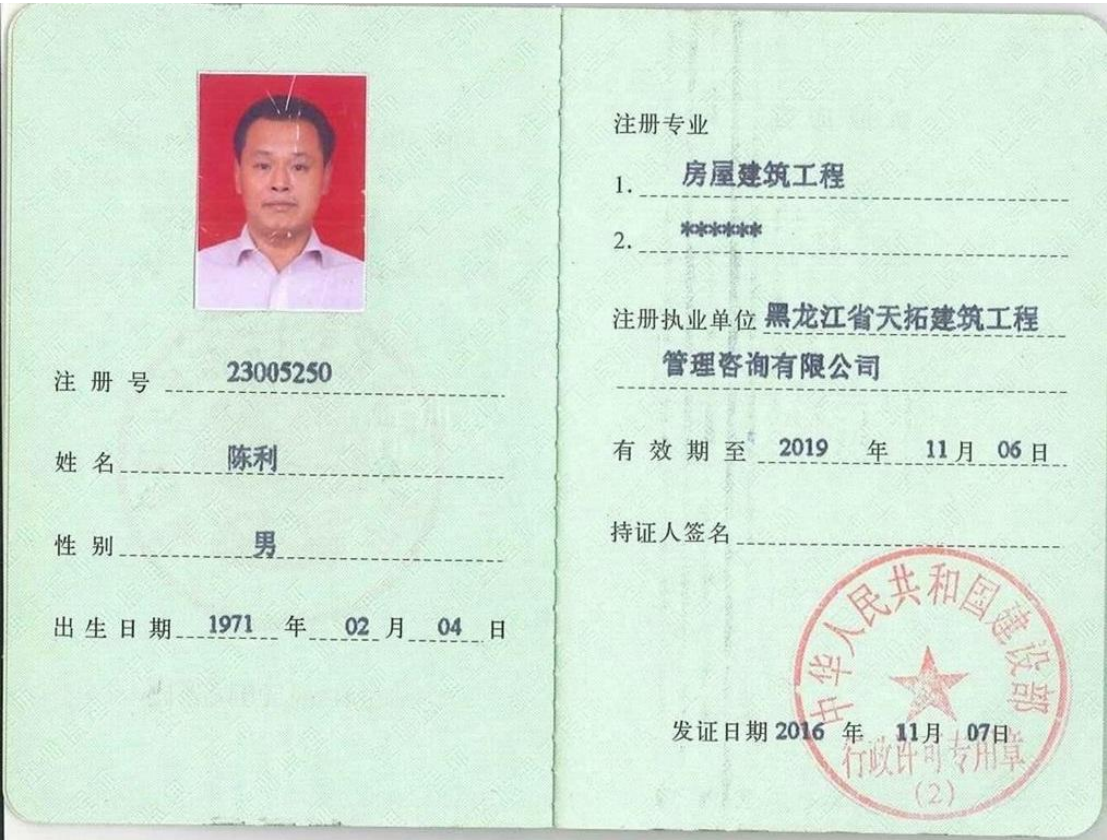 注册号 23005250
姓名 陈利
性别 男
出生日期 1971 年 02 月 04 日
注册专业
1. 房屋建筑工程
2. ******
注册执业单位 黑龙江省天拓建筑工程
管理咨询有限公司
有效期至 2019 年 11月 06日
持证人签名
中华人民共和国建设部
发证日期 2016 年 11月 07日
行政许可专用章
(2)